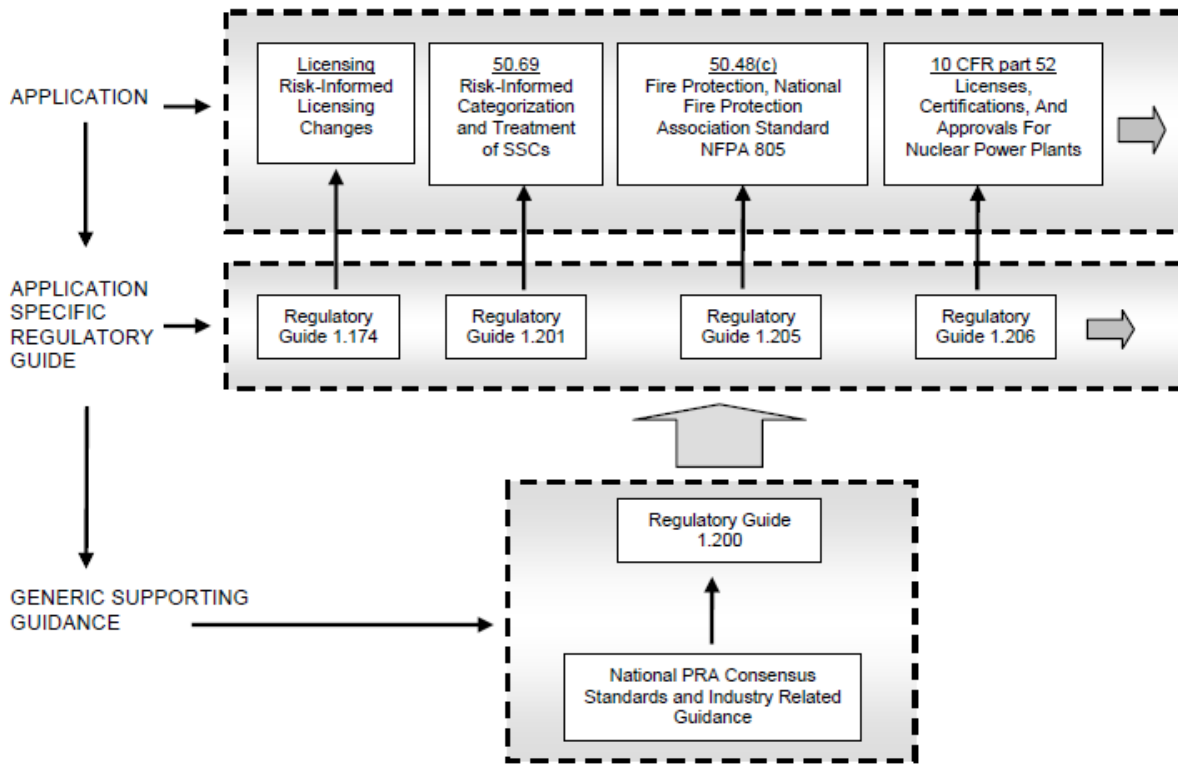 APPLICATION
Licensing
Risk-Informed
Licensing
Changes
50.69
Risk-Informed
Categorization
and Treatment
of SSCs
50.48(c)
Fire Protection, National
Fire Protection
Association Standard
NFPA 805
10 CFR part 52
Licenses,
Certifications, And
Approvals For
Nuclear Power Plants
APPLICATION
SPECIFIC
REGULATORY
GUIDE
Regulatory
Guide 1.174
Regulatory
Guide 1.201
Regulatory
Guide 1.205
Regulatory
Guide 1.206
GENERIC SUPPORTING
GUIDANCE
Regulatory Guide
1.200
National PRA Consensus
Standards and Industry Related
Guidance